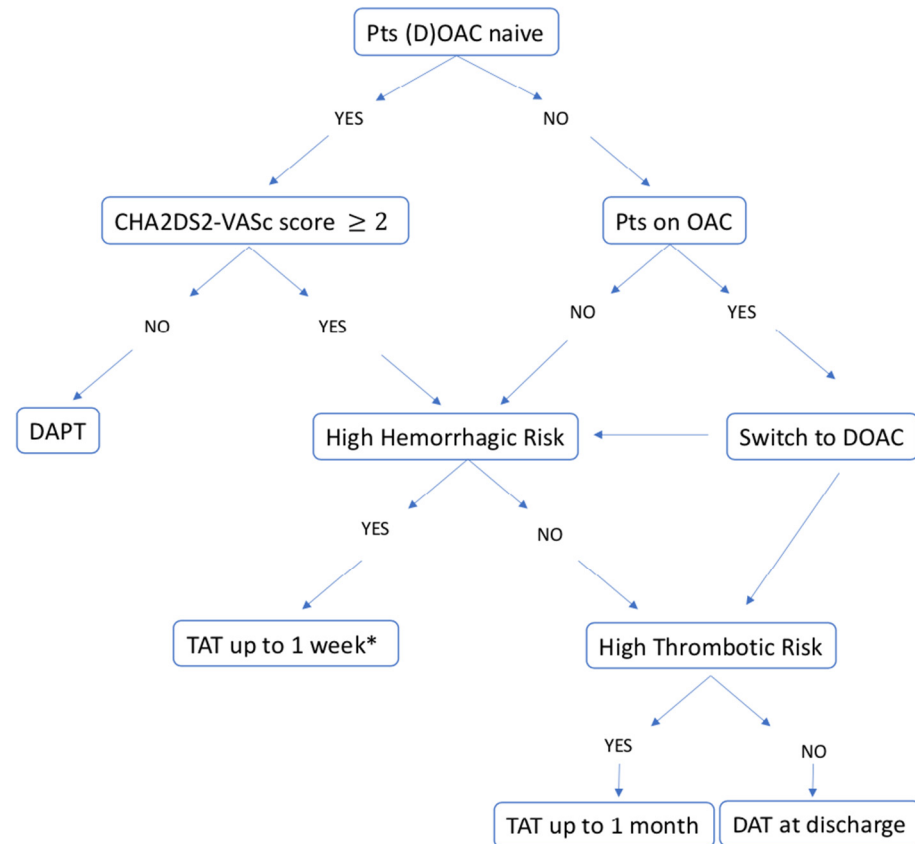 Pts (D)OAC naive
YES
NO
CHA2DS2-VASc score ≥ 2
Pts on OAC
NO
YES
NO
YES
DAPT
High Hemorrhagic Risk
Switch to DOAC
YES
NO
TAT up to 1 week*
High Thrombotic Risk
YES
NO
TAT up to 1 month
DAT at discharge